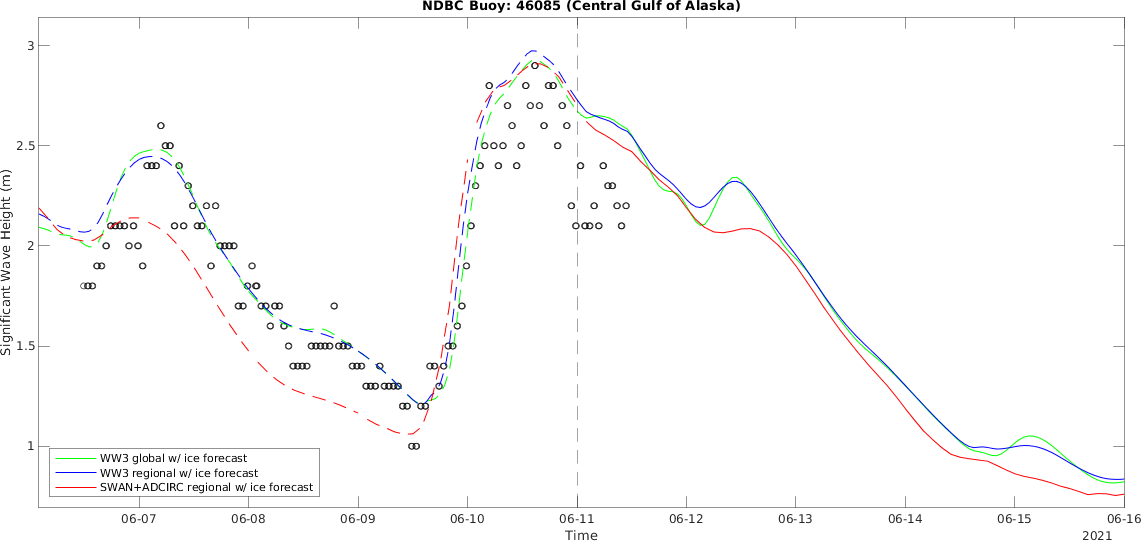 NDBC Buoy: 46085 (Central Gulf of Alaska)
Significant Wave Height (m)
3
2.5
2
1.5
1
WW3 global w/ ice forecast
WW3 regional w/ ice forecast
SWAN+ADCIRC regional w/ ice forecast
06-07 06-08 06-09 06-10 06-11 06-12 06-13 06-14 06-15 06-16
Time
2021